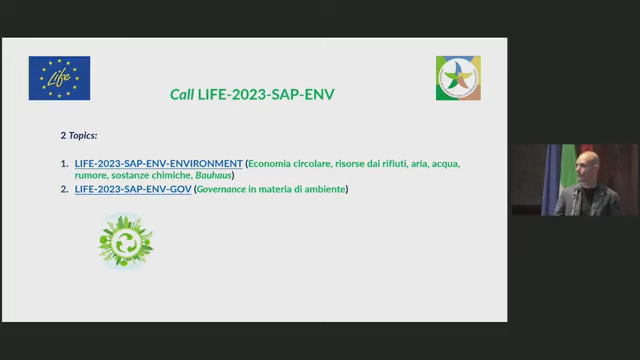 Life
Call LIFE-2023-SAP-ENV
2 Topics:
1. LIFE-2023-SAP-ENV-ENVIRONMENT (Economia circolare, risorse dai rifiuti, aria, acqua,
rumore, sostanze chimiche, Bauhaus)
2. LIFE-2023-SAP-ENV-GOV (Governance in materia di ambiente)